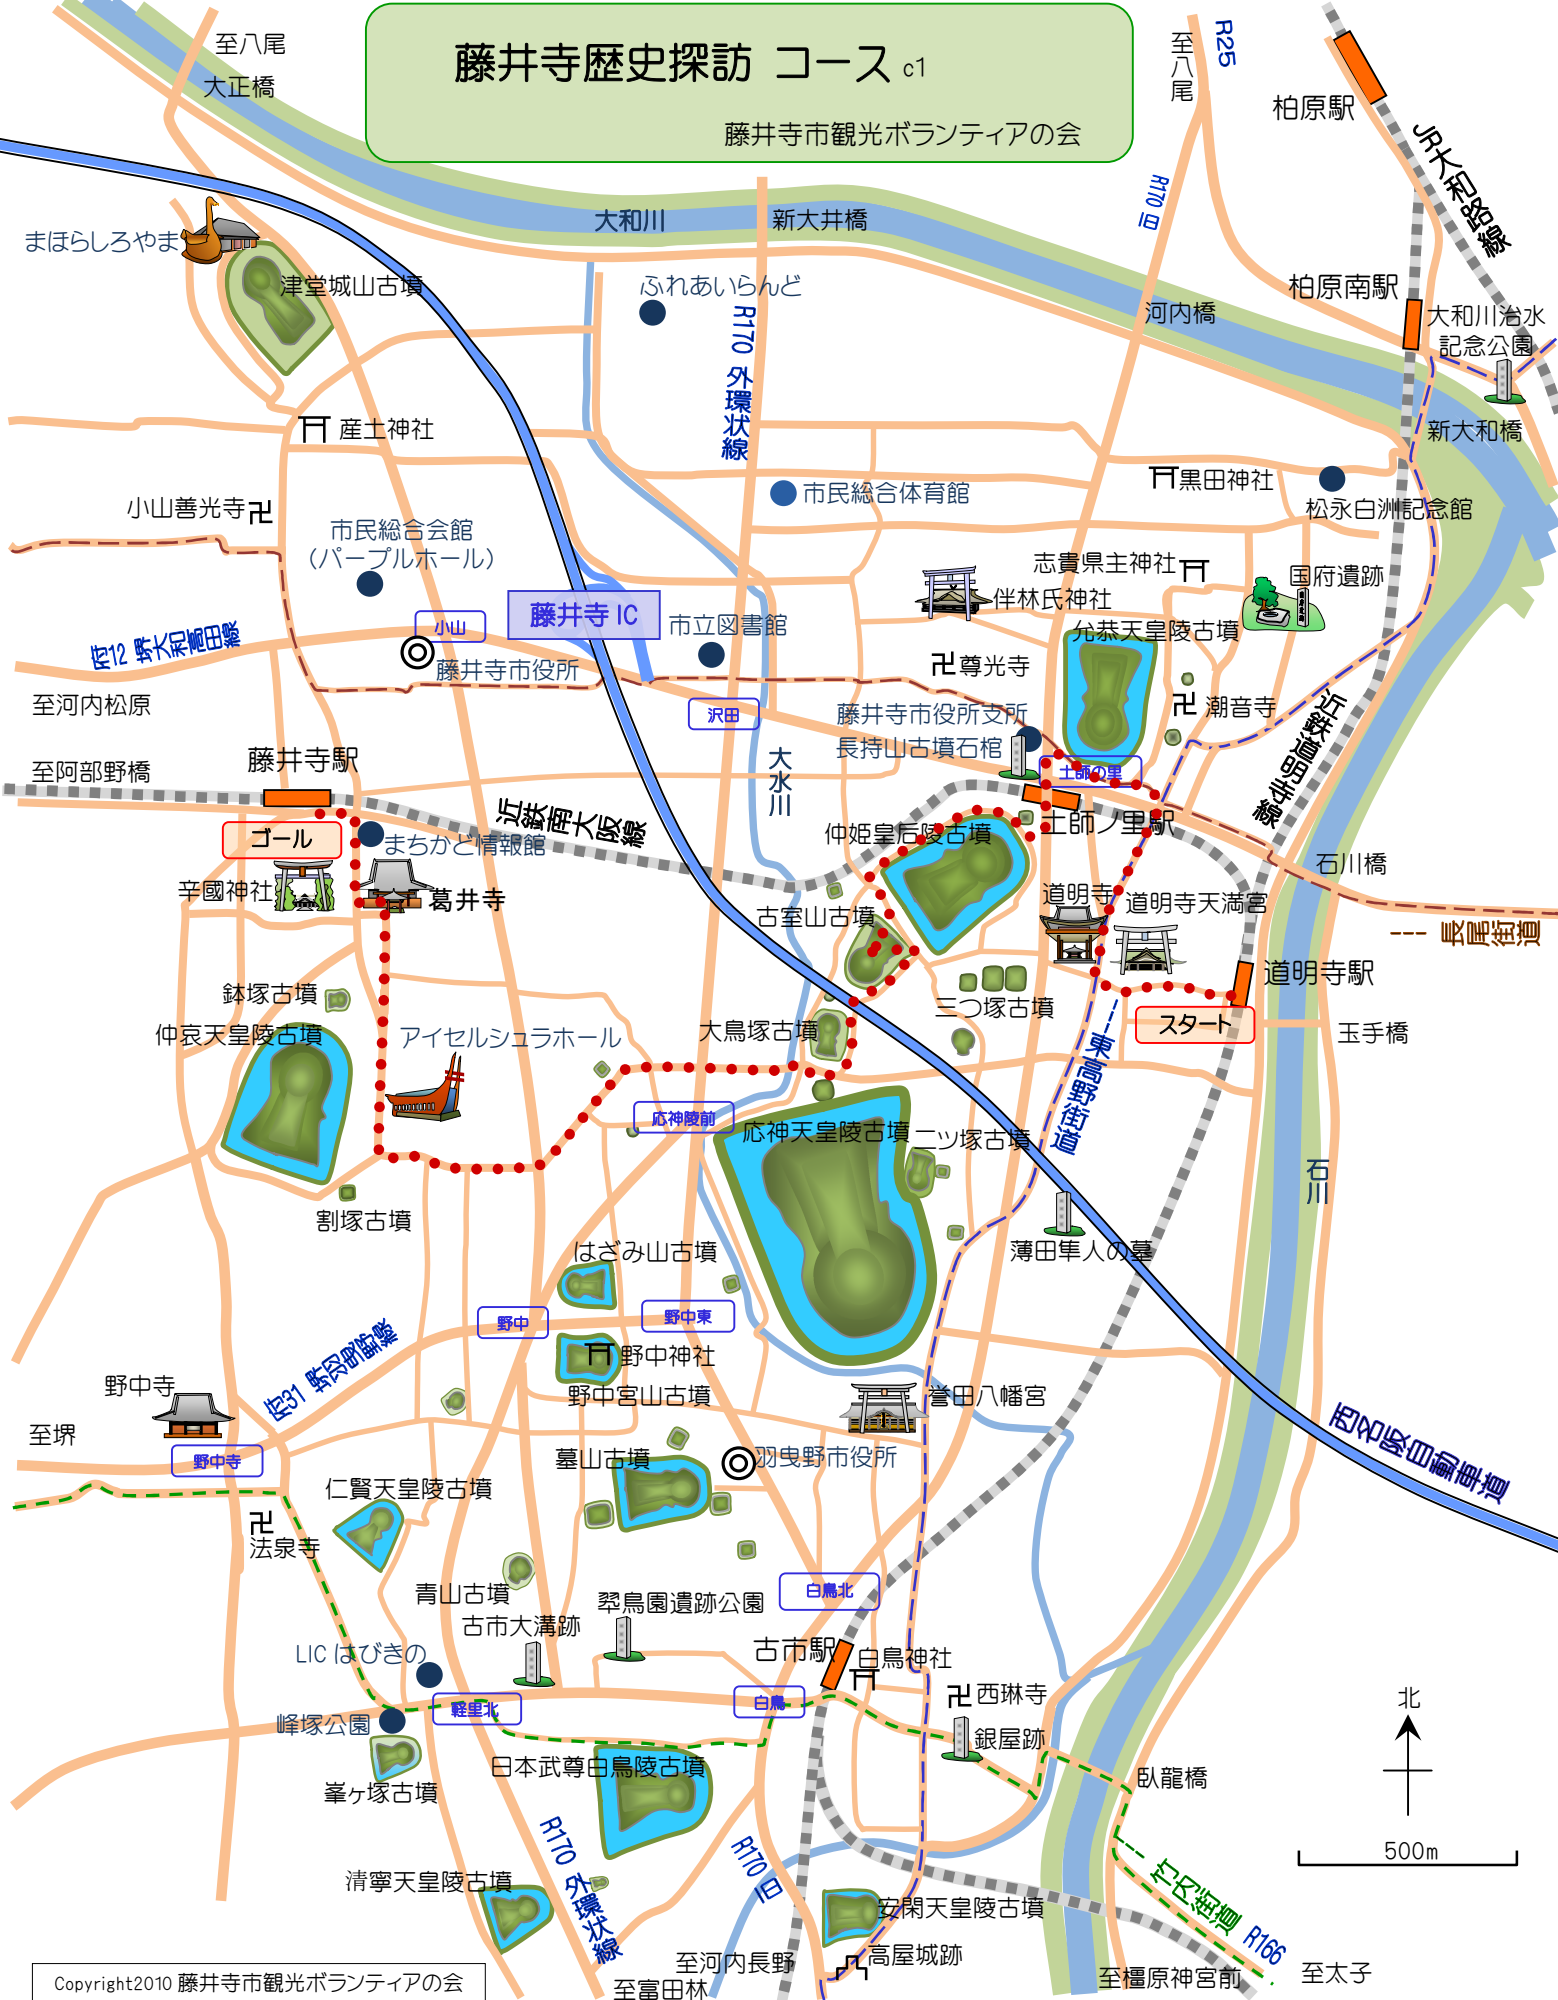 藤井寺歴史探訪 コース c1
藤井寺市観光ボランティアの会
至八尾
大正橋
至八尾
R25
柏原駅
JR大和路線
R170 旧
まほらしろやま
大和川
新大井橋
津堂城山古墳
ふれあいらんど
柏原南駅
河内橋
大和川治水
記念公園
R170 外環状線
産土神社
新大和橋
黒田神社
市民総合体育館
松永白洲記念館
小山善光寺
市民総合会館
(パープルホール)
志貴県主神社
国府遺跡
伴林氏神社
藤井寺 IC
小山
市立図書館
允恭天皇陵古墳
府12 堺大和高田線
藤井寺市役所
尊光寺
至河内松原
沢田
藤井寺市役所支所
潮音寺
長持山古墳石棺
近鉄道明寺線
至阿部野橋
藤井寺駅
大水川
土師の里
近鉄南大阪線
ゴール
まちかど情報館
仲姫皇后陵古墳
土師ノ里駅
石川橋
辛國神社
葛井寺
古室山古墳
道明寺
道明寺天満宮
長尾街道
鉢塚古墳
三つ塚古墳
道明寺駅
仲哀天皇陵古墳
アイセルシュラホール
大鳥塚古墳
スタート
玉手橋
東高野街道
応神陵前
応神天皇陵古墳
二ツ塚古墳
石川
割塚古墳
はざみ山古墳
薄田隼人の墓
野中
野中東
府31 堺羽曳野線
野中神社
野中寺
野中宮山古墳
誉田八幡宮
至堺
野中寺
墓山古墳
羽曳野市役所
西名阪自動車道
仁賢天皇陵古墳
法泉寺
青山古墳
翠鳥園遺跡公園
白鳥北
古市大溝跡
LIC はびきの
古市駅
白鳥神社
軽里北
白鳥
西琳寺
北
峰塚公園
銀屋跡
日本武尊白鳥陵古墳
臥龍橋
峯ヶ塚古墳
500m
R170 外環状線
R170 旧
清寧天皇陵古墳
竹内街道
R166
安閑天皇陵古墳
高屋城跡
至河内長野
至富田林
至橿原神宮前
至太子
Copyright2010 藤井寺市観光ボランティアの会